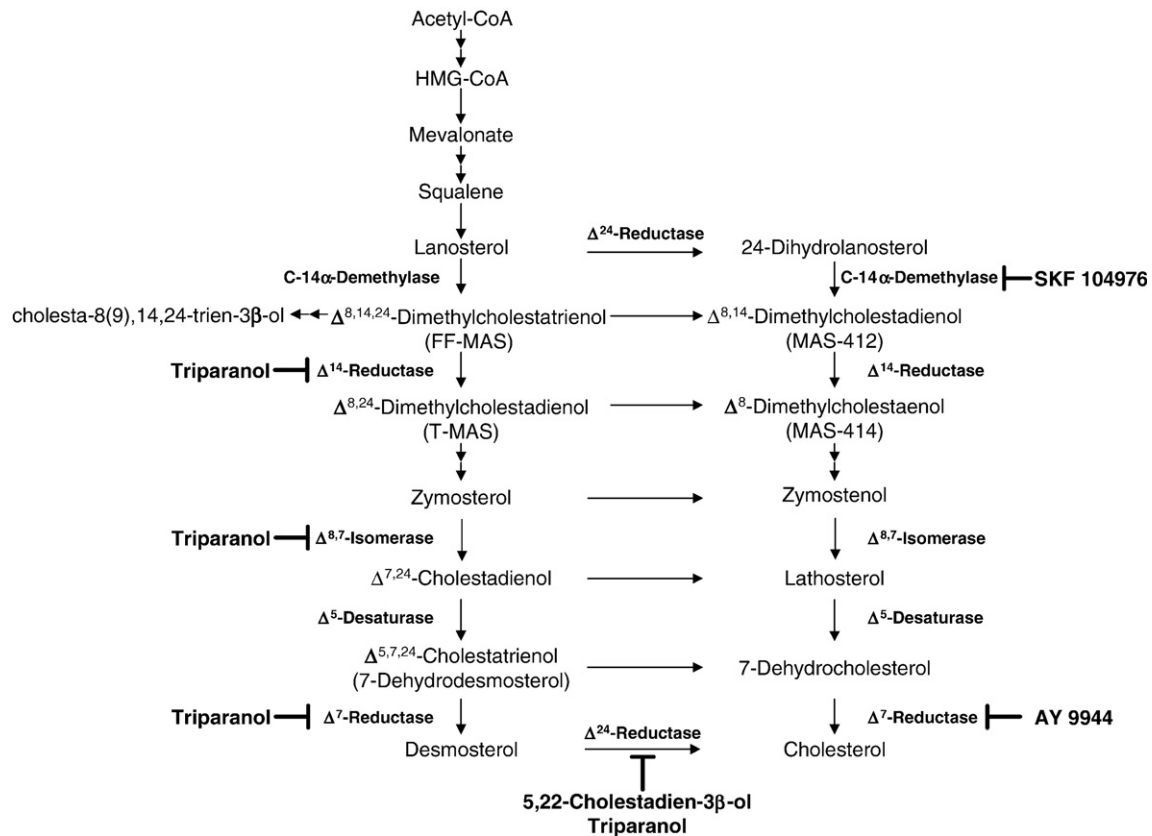 Acetyl-CoA
HMG-CoA
Mevalonate
Squalene
Lanosterol
Δ²⁴-Reductase
24-Dihydrolanosterol
C-14α-Demethylase
C-14α-Demethylase
SKF 104976
cholesta-8(9),14,24-trien-3β-ol
Δ⁸,¹⁴,²⁴-Dimethylcholestatrienol
(FF-MAS)
Δ⁸,¹⁴-Dimethylcholestadienol
(MAS-412)
Triparanol
Δ¹⁴-Reductase
Δ¹⁴-Reductase
Δ⁸,²⁴-Dimethylcholestadienol
(T-MAS)
Δ⁸-Dimethylcholestaenol
(MAS-414)
Zymosterol
Zymostenol
Triparanol
Δ⁸,⁷-Isomerase
Δ⁸,⁷-Isomerase
Δ⁷,²⁴-Cholestadienol
Lathosterol
Δ⁵-Desaturase
Δ⁵-Desaturase
Δ⁵,⁷,²⁴-Cholestatrienol
(7-Dehydrodesmosterol)
7-Dehydrocholesterol
Triparanol
Δ⁷-Reductase
Δ⁷-Reductase
AY 9944
Desmosterol
Δ²⁴-Reductase
Cholesterol
5,22-Cholestadien-3β-ol
Triparanol